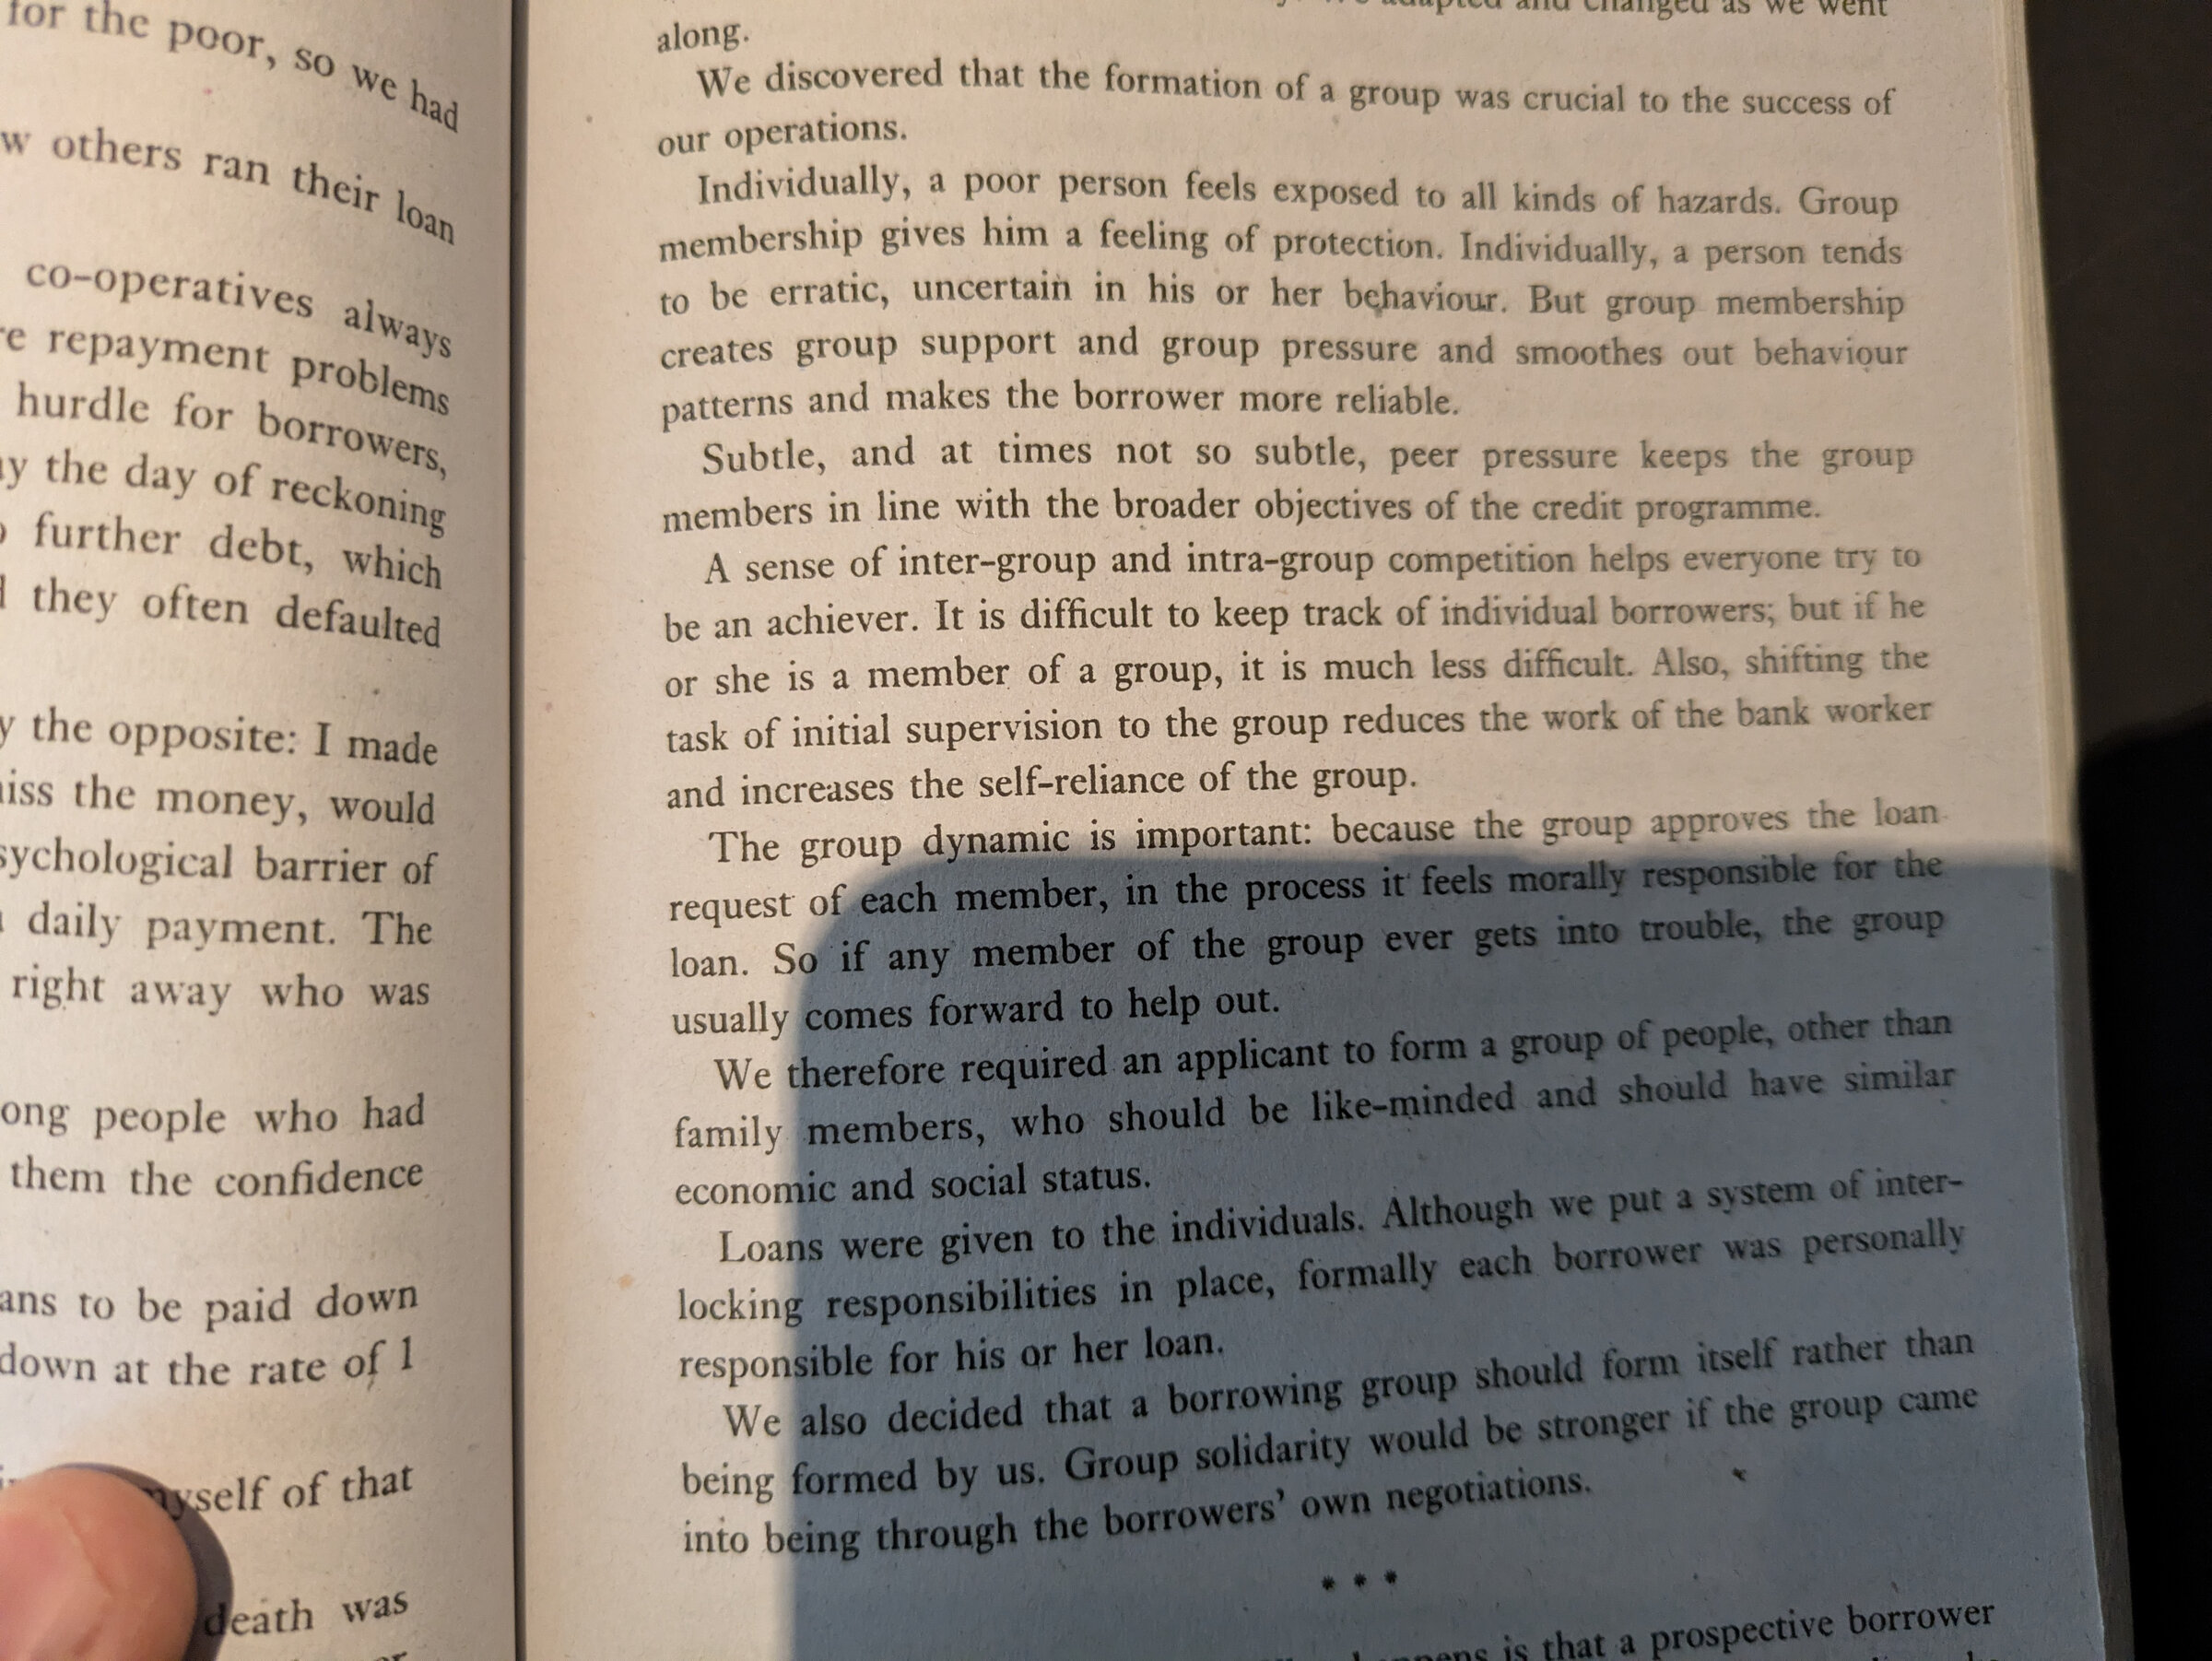 for the poor, so we had
others ran their loan
co-operatives always
repayment problems
hurdle for borrowers,
the day of reckoning
further debt, which
they often defaulted
the opposite: I made
the money, would
barrier of
daily payment. The
right away who was
people who had
them the confidence
to be paid down
down at the rate of 1
of that
death was
adapted and changed as we went
along.
We discovered that the formation of a group was crucial to the success of
our operations.
Individually, a poor person feels exposed to all kinds of hazards. Group
membership gives him a feeling of protection. Individually, a person tends
to be erratic, uncertain in his or her behaviour. But group membership
creates group support and group pressure and smoothes out behaviour
patterns and makes the borrower more reliable.
Subtle, and at times not so subtle, peer pressure keeps the group
members in line with the broader objectives of the credit programme.
A sense of inter-group and intra-group competition helps everyone try to
be an achiever. It is difficult to keep track of individual borrowers; but if he
or she is a member of a group, it is much less difficult. Also, shifting the
task of initial supervision to the group reduces the work of the bank worker
and increases the self-reliance of the group.
The group dynamic is important: because the group approves the loan
request of each member, in the process it feels morally responsible for the
loan. So if any member of the group ever gets into trouble, the group
usually comes forward to help out.
We therefore required an applicant to form a group of people, other than
family members, who should be like-minded and should have similar
economic and social status.
Loans were given to the individuals. Although we put a system of inter-
locking responsibilities in place, formally each borrower was personally
responsible for his or her loan.
We also decided that a borrowing group should form itself rather than
being formed by us. Group solidarity would be stronger if the group came
into being through the borrowers' own negotiations.
* * *
is that a prospective borrower